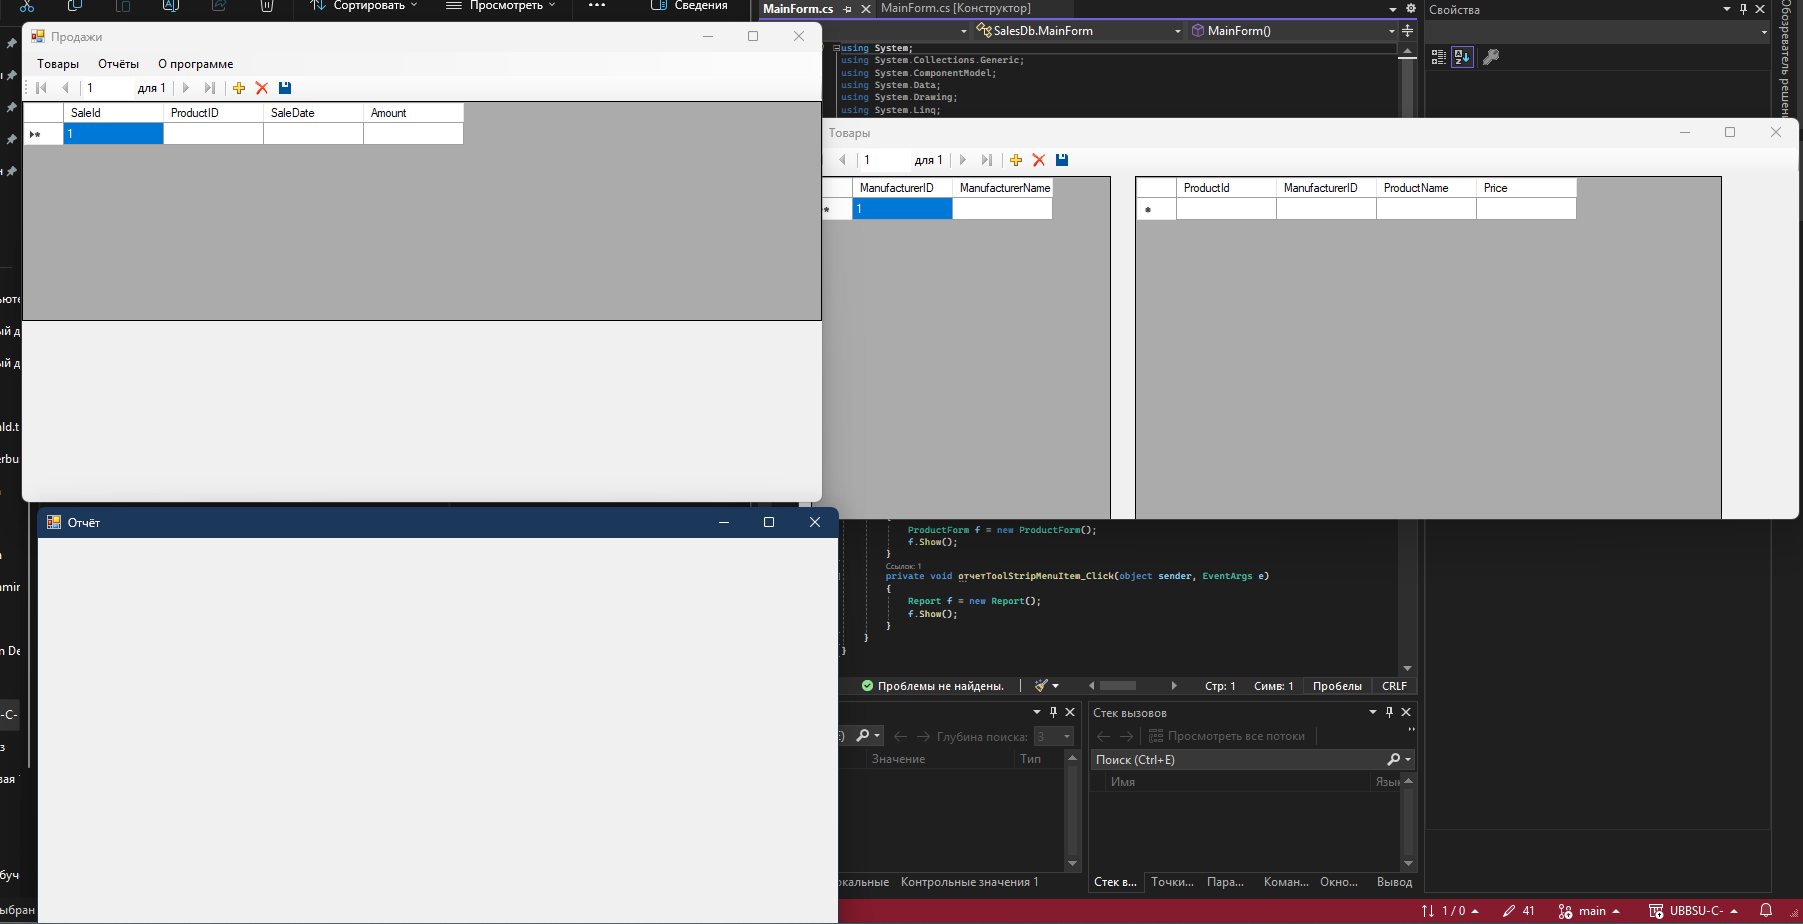 Сортировать
Просмотреть
Сведения
MainForm.cs
MainForm.cs [Конструктор]
Свойства
SalesDb.MainForm
MainForm()
using System;
using System.Collections.Generic;
using System.ComponentModel;
using System.Data;
using System.Drawing;
using System.Linq;
Продажи
Товары
Отчёты
О программе
1
для 1
SaleId
ProductID
SaleDate
Amount
1
Товары
1
для 1
ManufacturerID
ManufacturerName
1
ProductId
ManufacturerID
ProductName
Price
Отчёт
ProductForm f = new ProductForm();
f.Show();
}
Ссылок: 1
private void отчетToolStripMenuItem_Click(object sender, EventArgs e)
{
Report f = new Report();
f.Show();
}
}
}
Проблемы не найдены.
Стр: 1
Симв: 1
Пробелы
CRLF
Глубина поиска:
3
Значение
Тип
Стек вызовов
Просмотреть все потоки
Поиск (Ctrl+E)
Имя
Контрольные значения 1
Стек в...
Точки...
Пара...
Коман...
Окно...
Вывод
1 / 0
41
main
UBBSU-C-